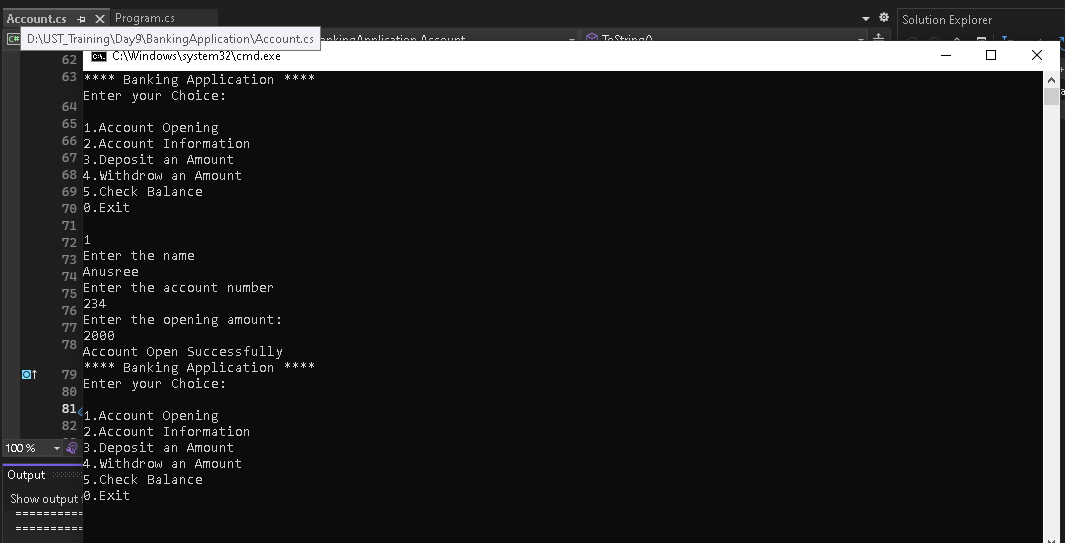 Account.cs
Program.cs
Solution Explorer
D:\UST_Training\Day9\BankingApplication\Account.cs
ankingApplication.Account
ToString()
C:\Windows\system32\cmd.exe
62
63
64
65
66
67
68
69
70
71
72
73
74
75
76
77
78
79
80
81
82
**** Banking Application ****
Enter your Choice:
1.Account Opening
2.Account Information
3.Deposit an Amount
4.Withdrow an Amount
5.Check Balance
0.Exit
1
Enter the name
Anusree
Enter the account number
234
Enter the opening amount:
2000
Account Open Successfully
**** Banking Application ****
Enter your Choice:
1.Account Opening
2.Account Information
3.Deposit an Amount
4.Withdrow an Amount
5.Check Balance
0.Exit
100 %
Output
Show output
==========
==========